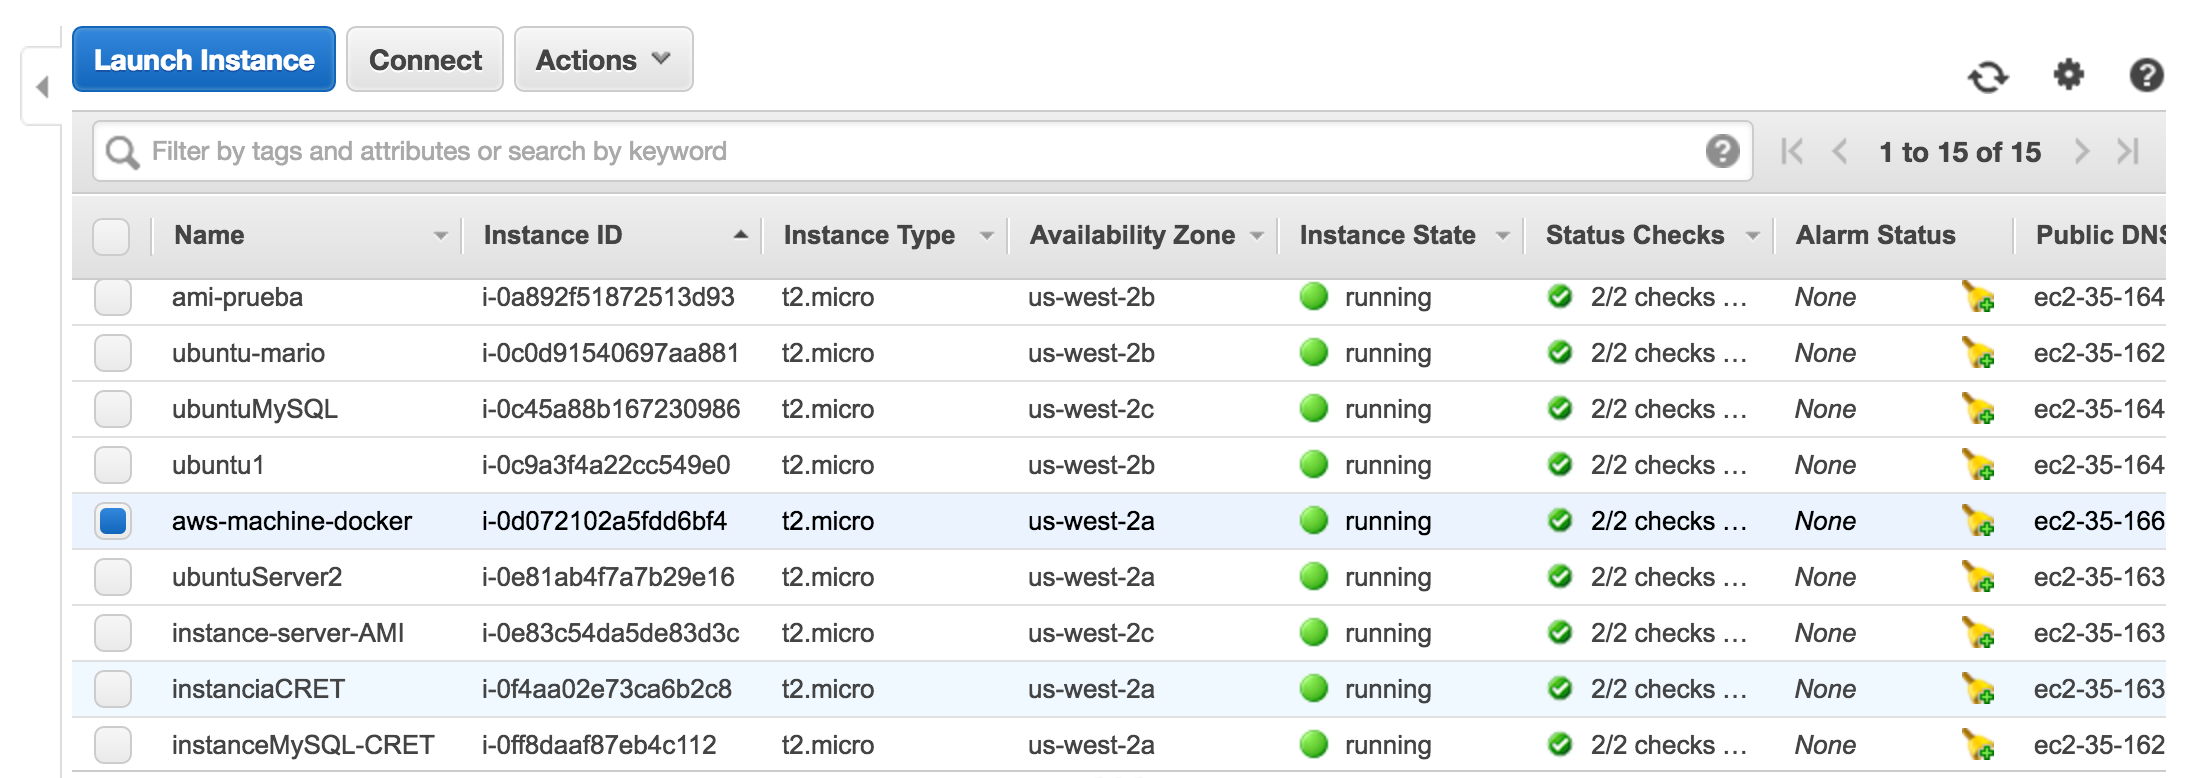 Launch Instance Connect Actions
Filter by tags and attributes or search by keyword 1 to 15 of 15
Name Instance ID Instance Type Availability Zone Instance State Status Checks Alarm Status Public DNS
ami-prueba i-0a892f51872513d93 t2.micro us-west-2b running 2/2 checks ... None ec2-35-164
ubuntu-mario i-0c0d91540697aa881 t2.micro us-west-2b running 2/2 checks ... None ec2-35-162
ubuntuMySQL i-0c45a88b167230986 t2.micro us-west-2c running 2/2 checks ... None ec2-35-164
ubuntu1 i-0c9a3f4a22cc549e0 t2.micro us-west-2b running 2/2 checks ... None ec2-35-164
aws-machine-docker i-0d072102a5fdd6bf4 t2.micro us-west-2a running 2/2 checks ... None ec2-35-166
ubuntuServer2 i-0e81ab4f7a7b29e16 t2.micro us-west-2a running 2/2 checks ... None ec2-35-163
instance-server-AMI i-0e83c54da5de83d3c t2.micro us-west-2c running 2/2 checks ... None ec2-35-163
instanciaCRET i-0f4aa02e73ca6b2c8 t2.micro us-west-2a running 2/2 checks ... None ec2-35-163
instanceMySQL-CRET i-0ff8daaf87eb4c112 t2.micro us-west-2a running 2/2 checks ... None ec2-35-162